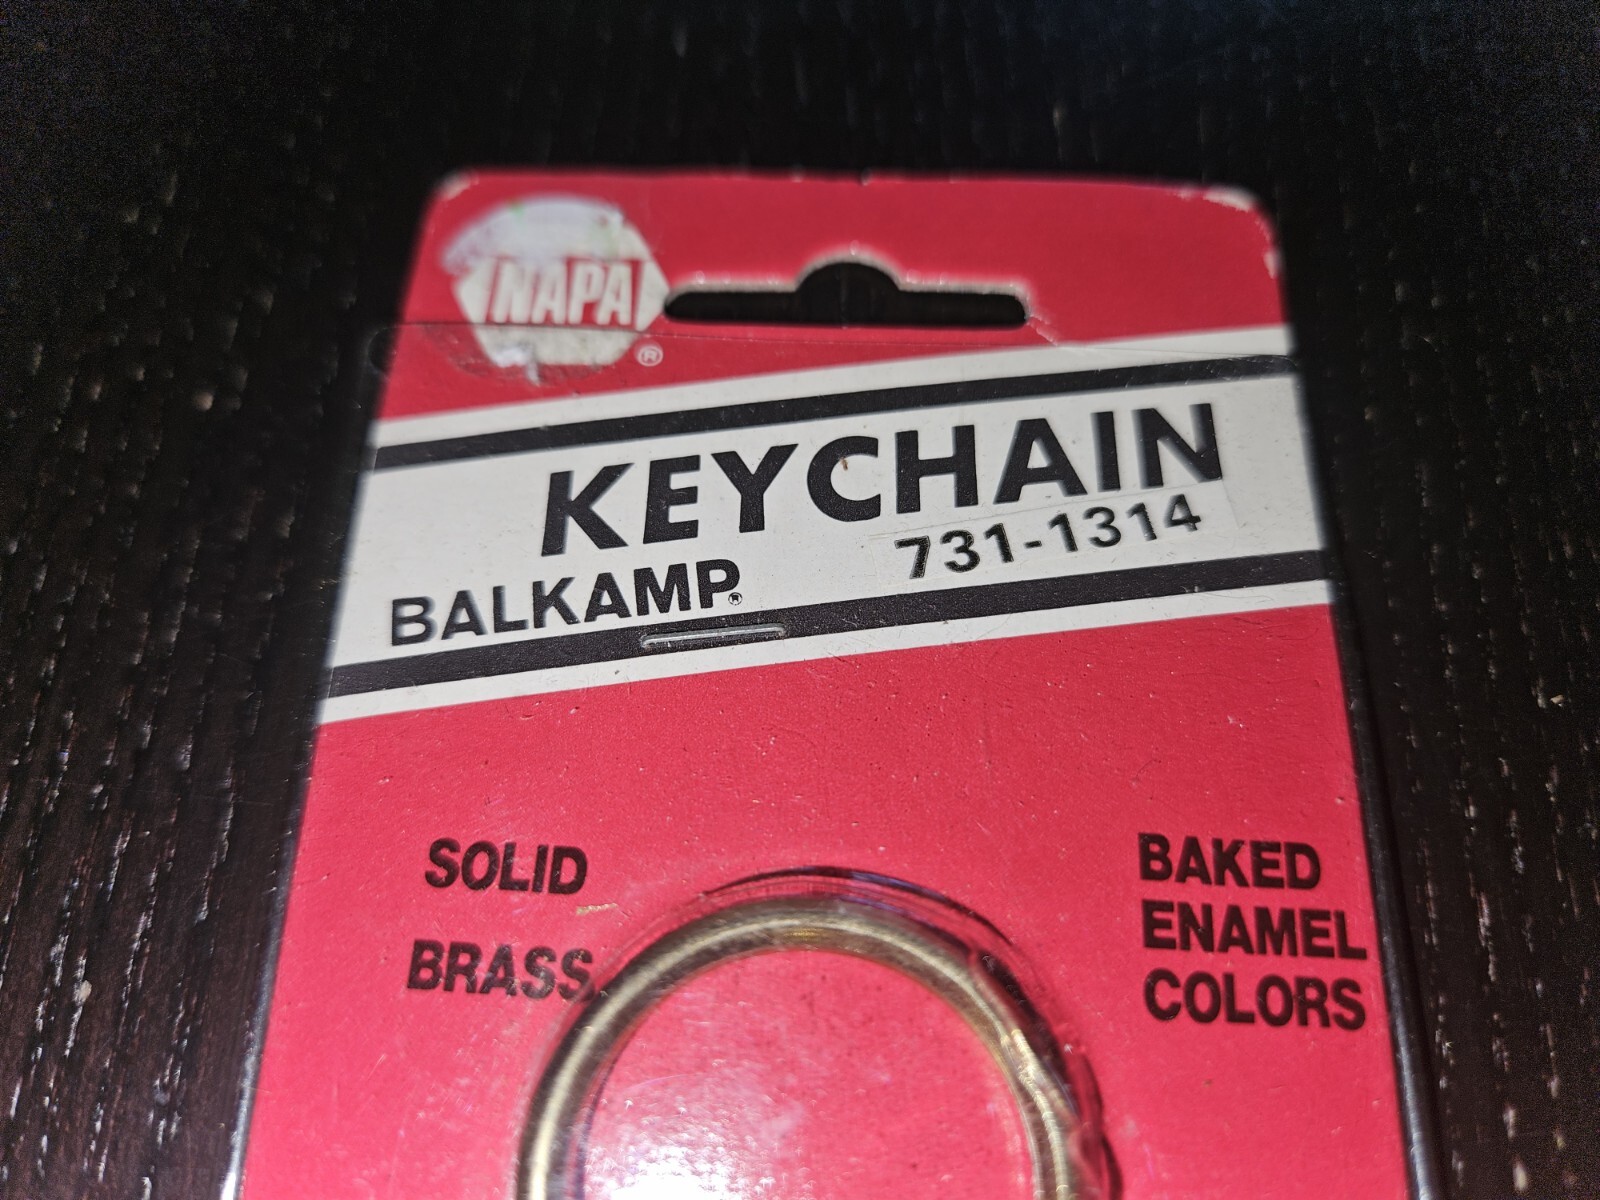 NAPA
®
KEYCHAIN
731-1314
BALKAMP®
SOLID
BRASS
BAKED
ENAMEL
COLORS